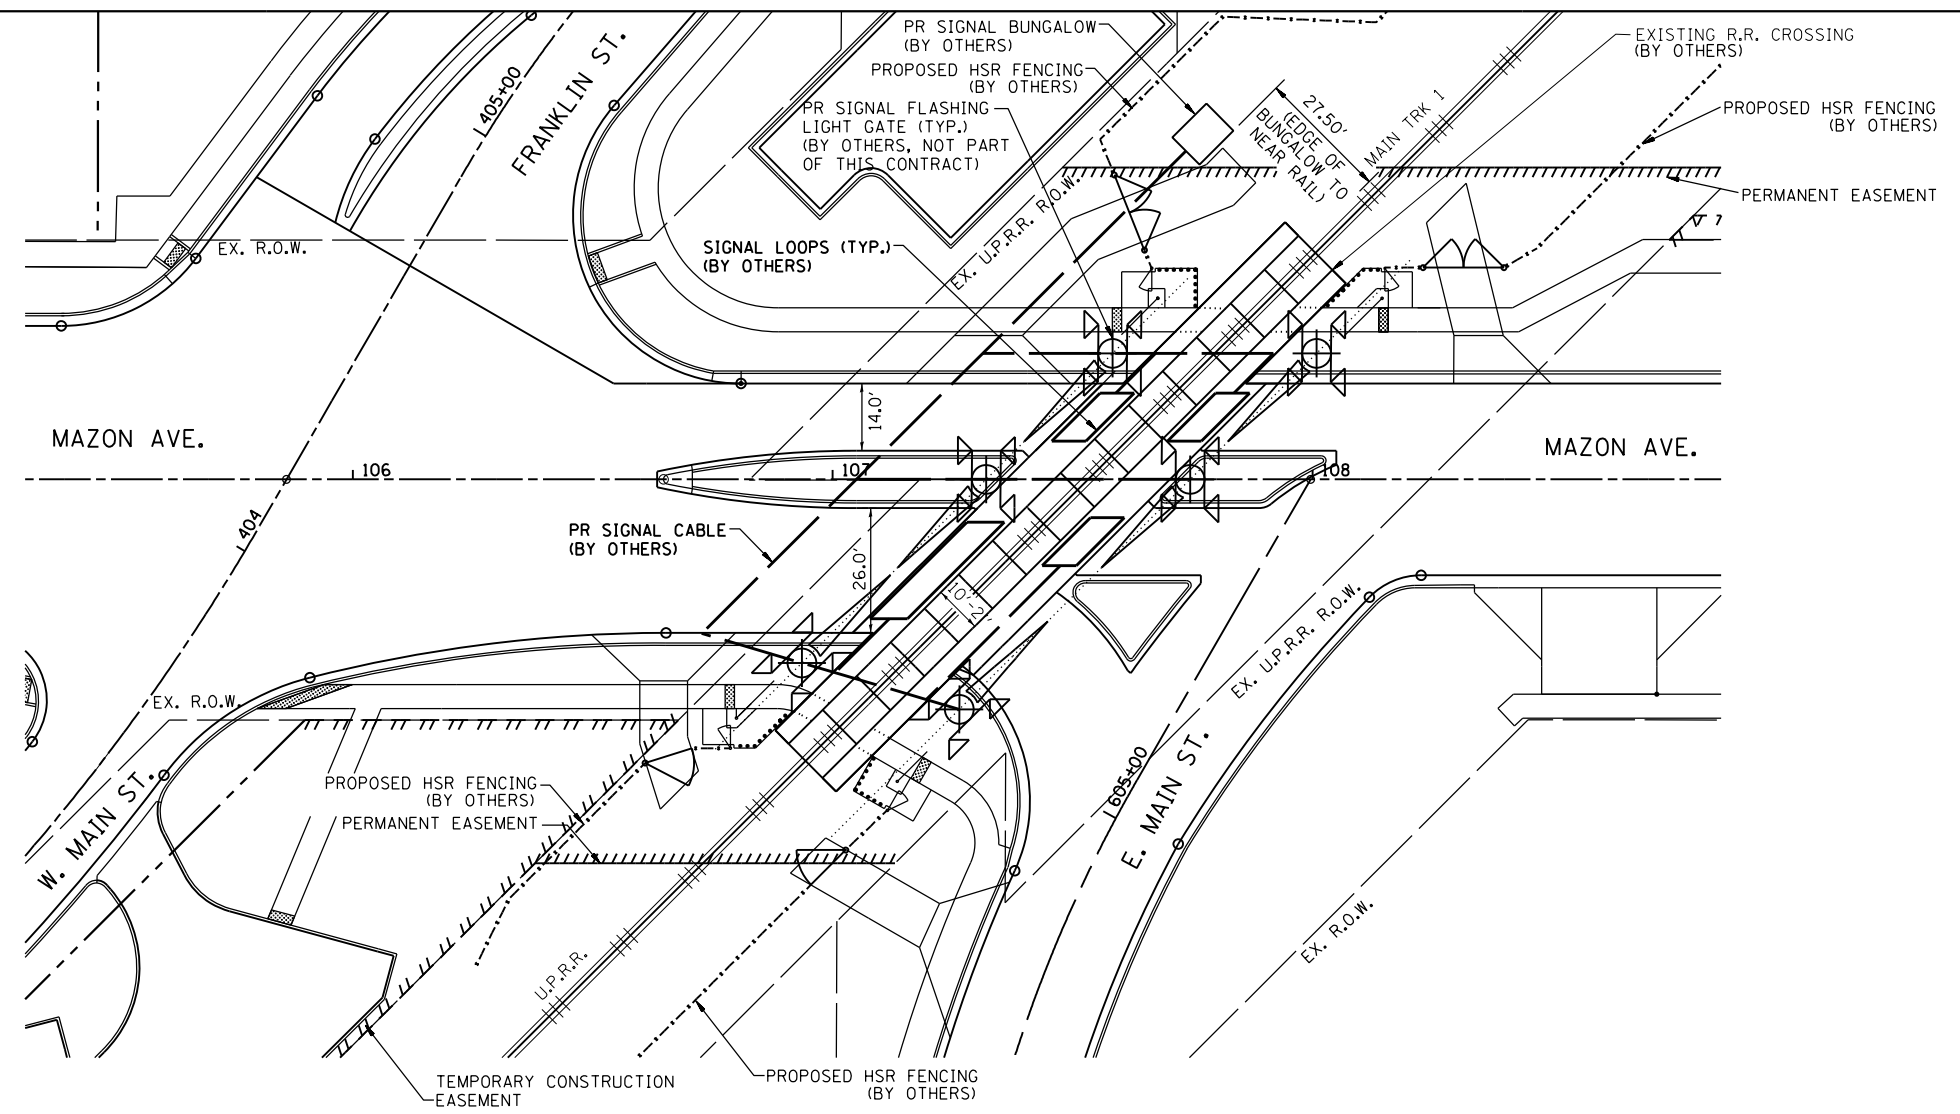 PR SIGNAL BUNGALOW
(BY OTHERS)
PROPOSED HSR FENCING
(BY OTHERS)
PR SIGNAL FLASHING
LIGHT GATE (TYP.)
(BY OTHERS, NOT PART
OF THIS CONTRACT)
EXISTING R.R. CROSSING
(BY OTHERS)
PROPOSED HSR FENCING
(BY OTHERS)
PERMANENT EASEMENT
27.50'
(EDGE OF
BUNGALOW TO
NEAR RAIL)
MAIN TRK 1
405+00
FRANKLIN ST.
EX. R.O.W.
SIGNAL LOOPS (TYP.)
(BY OTHERS)
EX. U.P.R.R. R.O.W.
14.0'
MAZON AVE.
MAZON AVE.
106
107
108
404
PR SIGNAL CABLE
(BY OTHERS)
26.0'
10'-2"
EX. U.P.R.R. R.O.W.
EX. R.O.W.
W. MAIN ST.
PROPOSED HSR FENCING
(BY OTHERS)
PERMANENT EASEMENT
605+00
E. MAIN ST.
EX. R.O.W.
U.P.R.R.
TEMPORARY CONSTRUCTION
EASEMENT
PROPOSED HSR FENCING
(BY OTHERS)